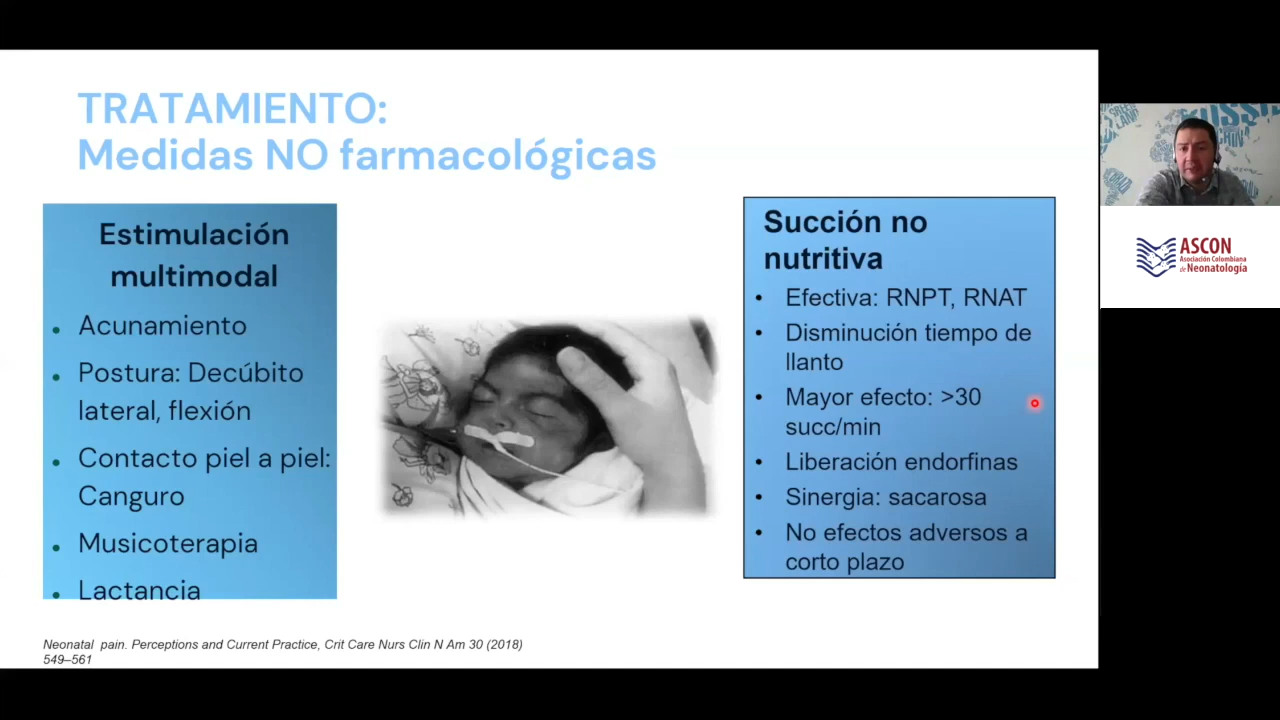 TRATAMIENTO:
Medidas NO farmacológicas
Estimulación
multimodal
• Acunamiento
• Postura: Decúbito
lateral, flexión
• Contacto piel a piel:
Canguro
• Musicoterapia
• Lactancia
Succión no
nutritiva
• Efectiva: RNPT, RNAT
• Disminución tiempo de
llanto
• Mayor efecto: >30
succ/min
• Liberación endorfinas
• Sinergia: sacarosa
• No efectos adversos a
corto plazo
Neonatal pain. Perceptions and Current Practice, Crit Care Nurs Clin N Am 30 (2018)
549–561
ASCON
Asociación Colombiana
de Neonatología